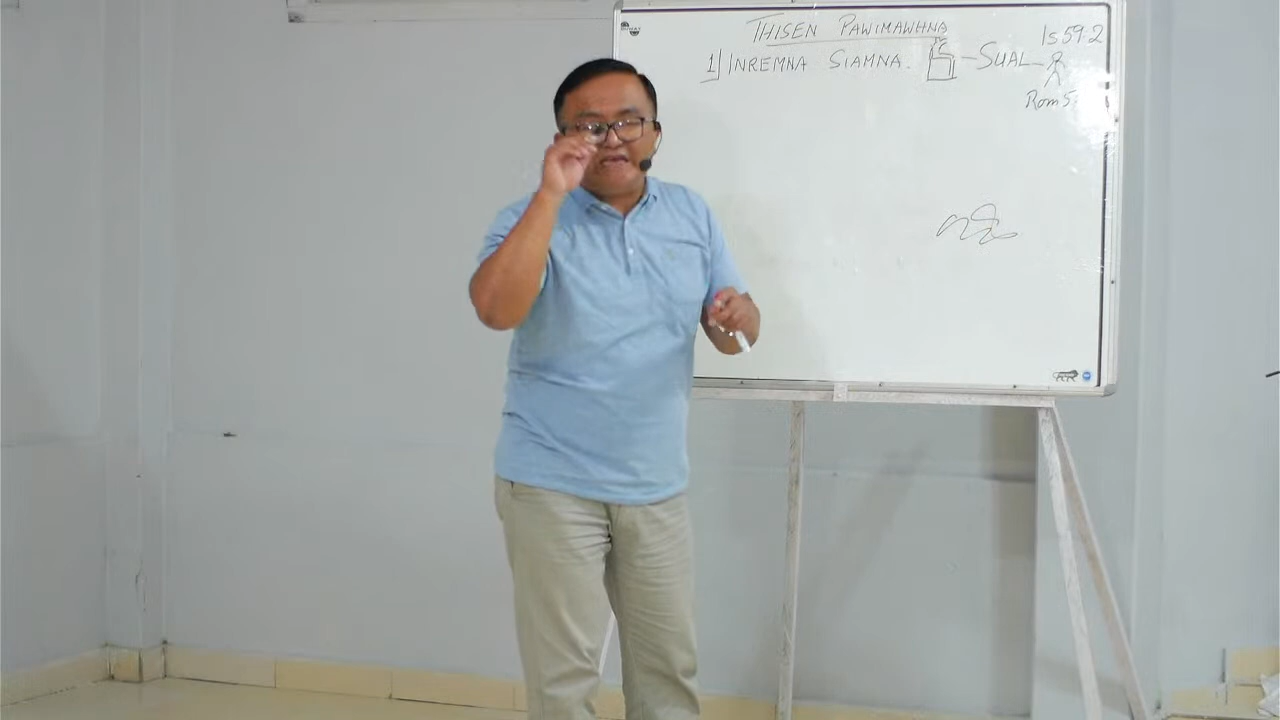 THISEN PAWIMAWHNA
Is 59:2
1) INREMNA SIAMNA. - SUAL -
Rom 5: